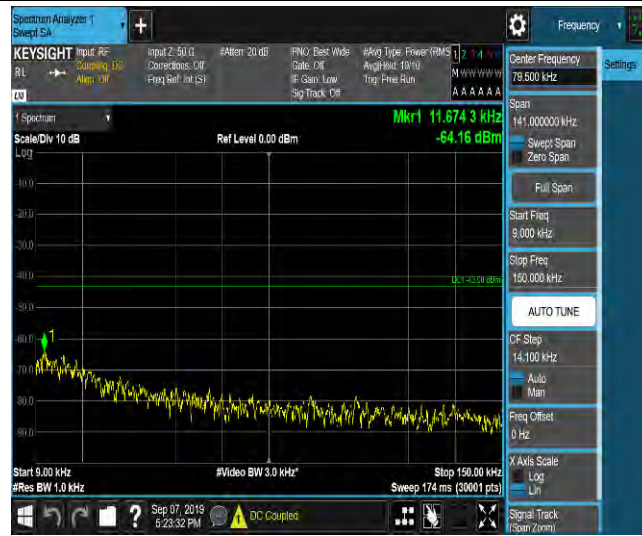 Spectrum Analyzer 1
Swept SA
Frequency
KEYSIGHT
RL
Input: RF
Coupling: DC
Align: Off
Input Z: 50 Ω
Corrections: Off
Freq Ref: Int (S)
#Atten: 20 dB
PNO: Best Wide
Gate: Off
IF Gain: Low
Sig Track: Off
#Avg Type: Power (RMS
Avg|Hold: 10/10
Trig: Free Run
M W W W W W
A A A A A A
1 Spectrum
Scale/Div 10 dB
Log
Ref Level 0.00 dBm
Mkr1 11.674 3 kHz
-64.16 dBm
-10.0
-20.0
-30.0
-40.0
DL1 -43.00 dBm
-50.0
-60.0
1
-70.0
-80.0
-90.0
Start 9.00 kHz
#Video BW 3.0 kHz*
Stop 150.00 kHz
#Res BW 1.0 kHz
Sweep 174 ms (30001 pts)
Sep 07, 2019
5:23:32 PM
DC Coupled
Center Frequency
79.500 kHz
Settings
Span
141.000000 kHz
Swept Span
Zero Span
Full Span
Start Freq
9.000 kHz
Stop Freq
150.000 kHz
AUTO TUNE
CF Step
14.100 kHz
Auto
Man
Freq Offset
0 Hz
X Axis Scale
Log
Lin
Signal Track
(Span Zoom)